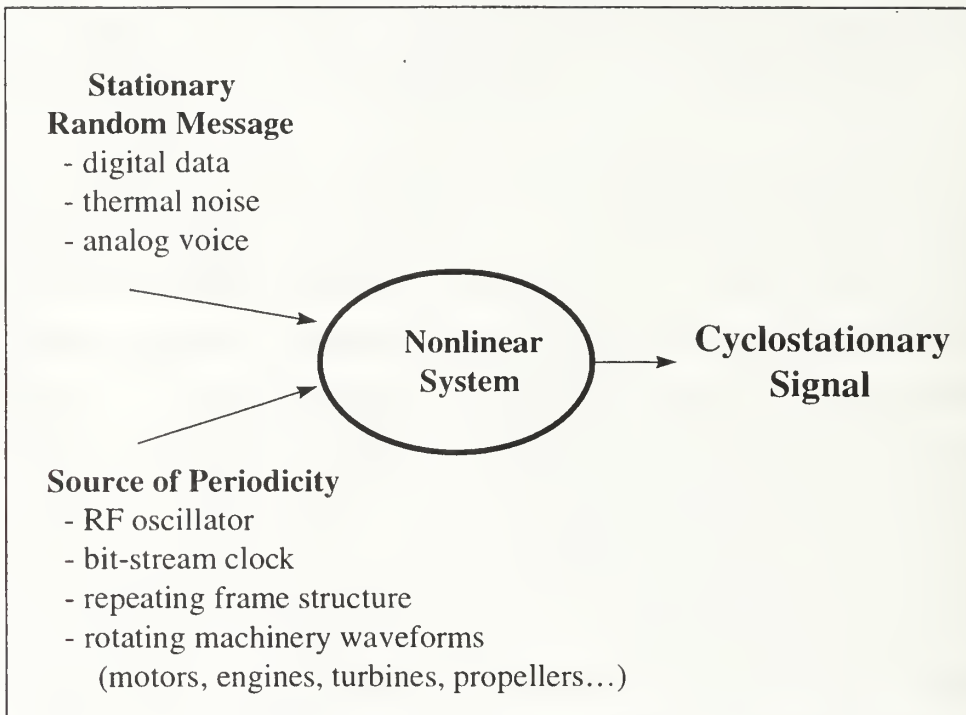 Stationary
Random Message
- digital data
- thermal noise
- analog voice
Nonlinear
System
Cyclostationary
Signal
Source of Periodicity
- RF oscillator
- bit-stream clock
- repeating frame structure
- rotating machinery waveforms
(motors, engines, turbines, propellers…)